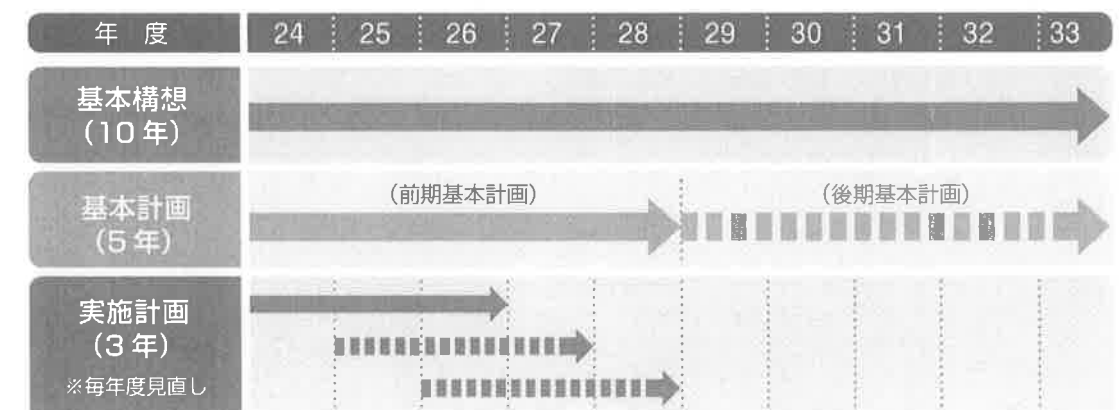 年 度 24 25 26 27 28 29 30 31 32 33
基本構想
（10 年）
（前期基本計画） （後期基本計画）
基本計画
（5 年）
実施計画
（3 年）
※毎年度見直し